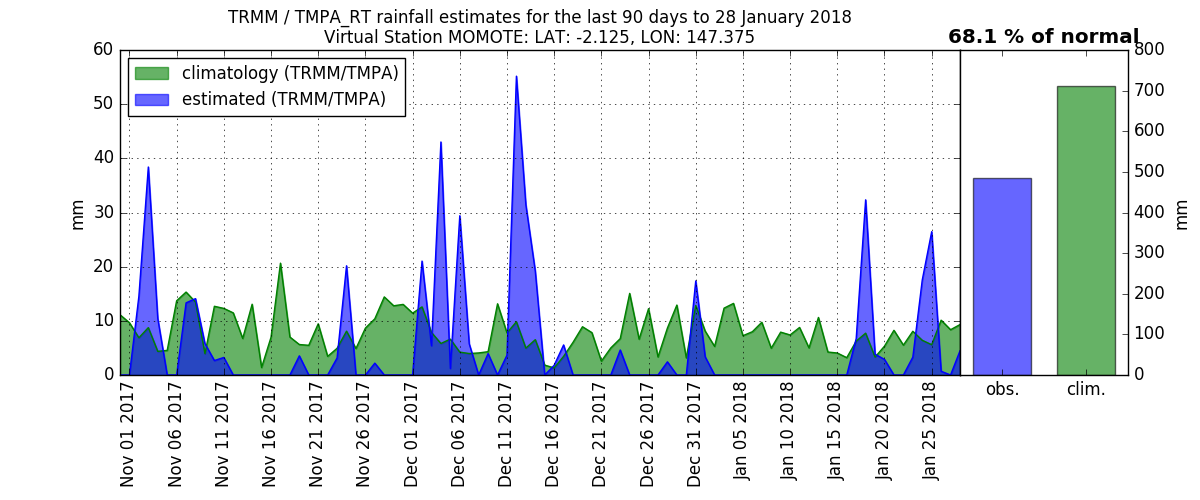 TRMM / TMPA_RT rainfall estimates for the last 90 days to 28 January 2018
Virtual Station MOMOTE: LAT: -2.125, LON: 147.375
68.1 % of normal
climatology (TRMM/TMPA)
estimated (TRMM/TMPA)
60
50
40
30
20
10
0
mm
Nov 01 2017
Nov 06 2017
Nov 11 2017
Nov 16 2017
Nov 21 2017
Nov 26 2017
Dec 01 2017
Dec 06 2017
Dec 11 2017
Dec 16 2017
Dec 21 2017
Dec 26 2017
Dec 31 2017
Jan 05 2018
Jan 10 2018
Jan 15 2018
Jan 20 2018
Jan 25 2018
obs.
clim.
800
700
600
500
400
300
200
100
0
mm